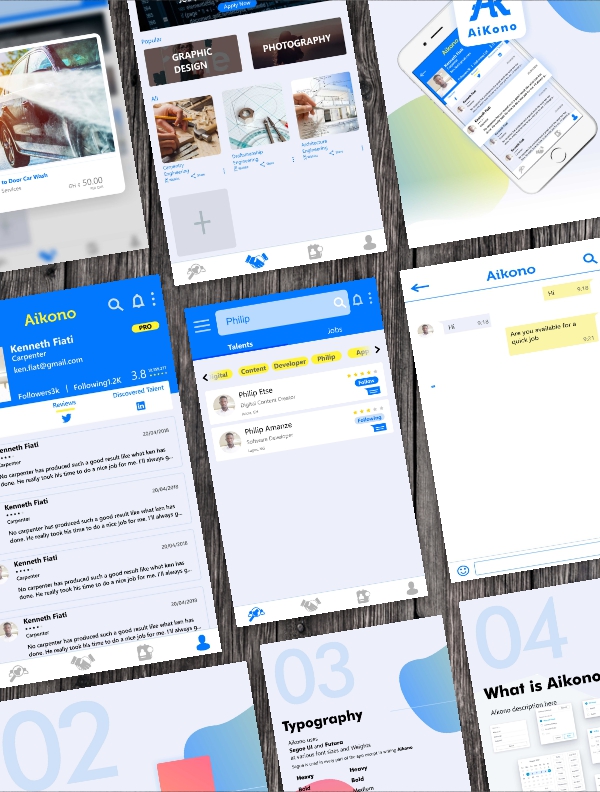 to Door Car Wash
Services
GH ¢ 50.00
Apply Now
Popular
GRAPHIC
DESIGN
PHOTOGRAPHY
All
Carpentry
Engineering
Share
Draftsmanship
Engineering
Share
Architecture
Engineering
Share
AiKono
Aikono
Aikono
PRO
Kenneth Fiati
Carpenter
ken.fiat@gmail.com
3.8
Followers3k | Following1.2K
Reviews
Discovered Talent
Kenneth Fiati
22/04/2018
Carpenter
No carpenter has produced such a good result like what ken has
done. He really took his time to do a nice job for me. I'll always g...
Kenneth Fiati
20/04/2018
Carpenter
No carpenter has produced such a good result like what ken has
done. He really took his time to do a nice job for me. I'll always g...
Kenneth Fiati
20/04/2018
Carpenter
No carpenter has produced such a good result like what ken has
done. He really took his time to do a nice job for me. I'll always g...
Kenneth Fiati
20/04/2018
Carpenter
No carpenter has produced such a good result like what ken has
done. He really took his time to do a nice job for me. I'll always g...
Philip
Talents
Jobs
gital Content Developer Philip App
Philip Etse
Digital Content Creator
Follow
Philip Amanze
Software Developer
Following
Aikono
Hi 9:18
Hi 9:18
Are you available for a
quick job
9:21
02
03
Typography
Aikono uses
Segoe UI and Futura
at various font Sizes and Weights
Heavy
Bold
Heavy
Bold
Medium
04
What is Aikono
Aikono description here